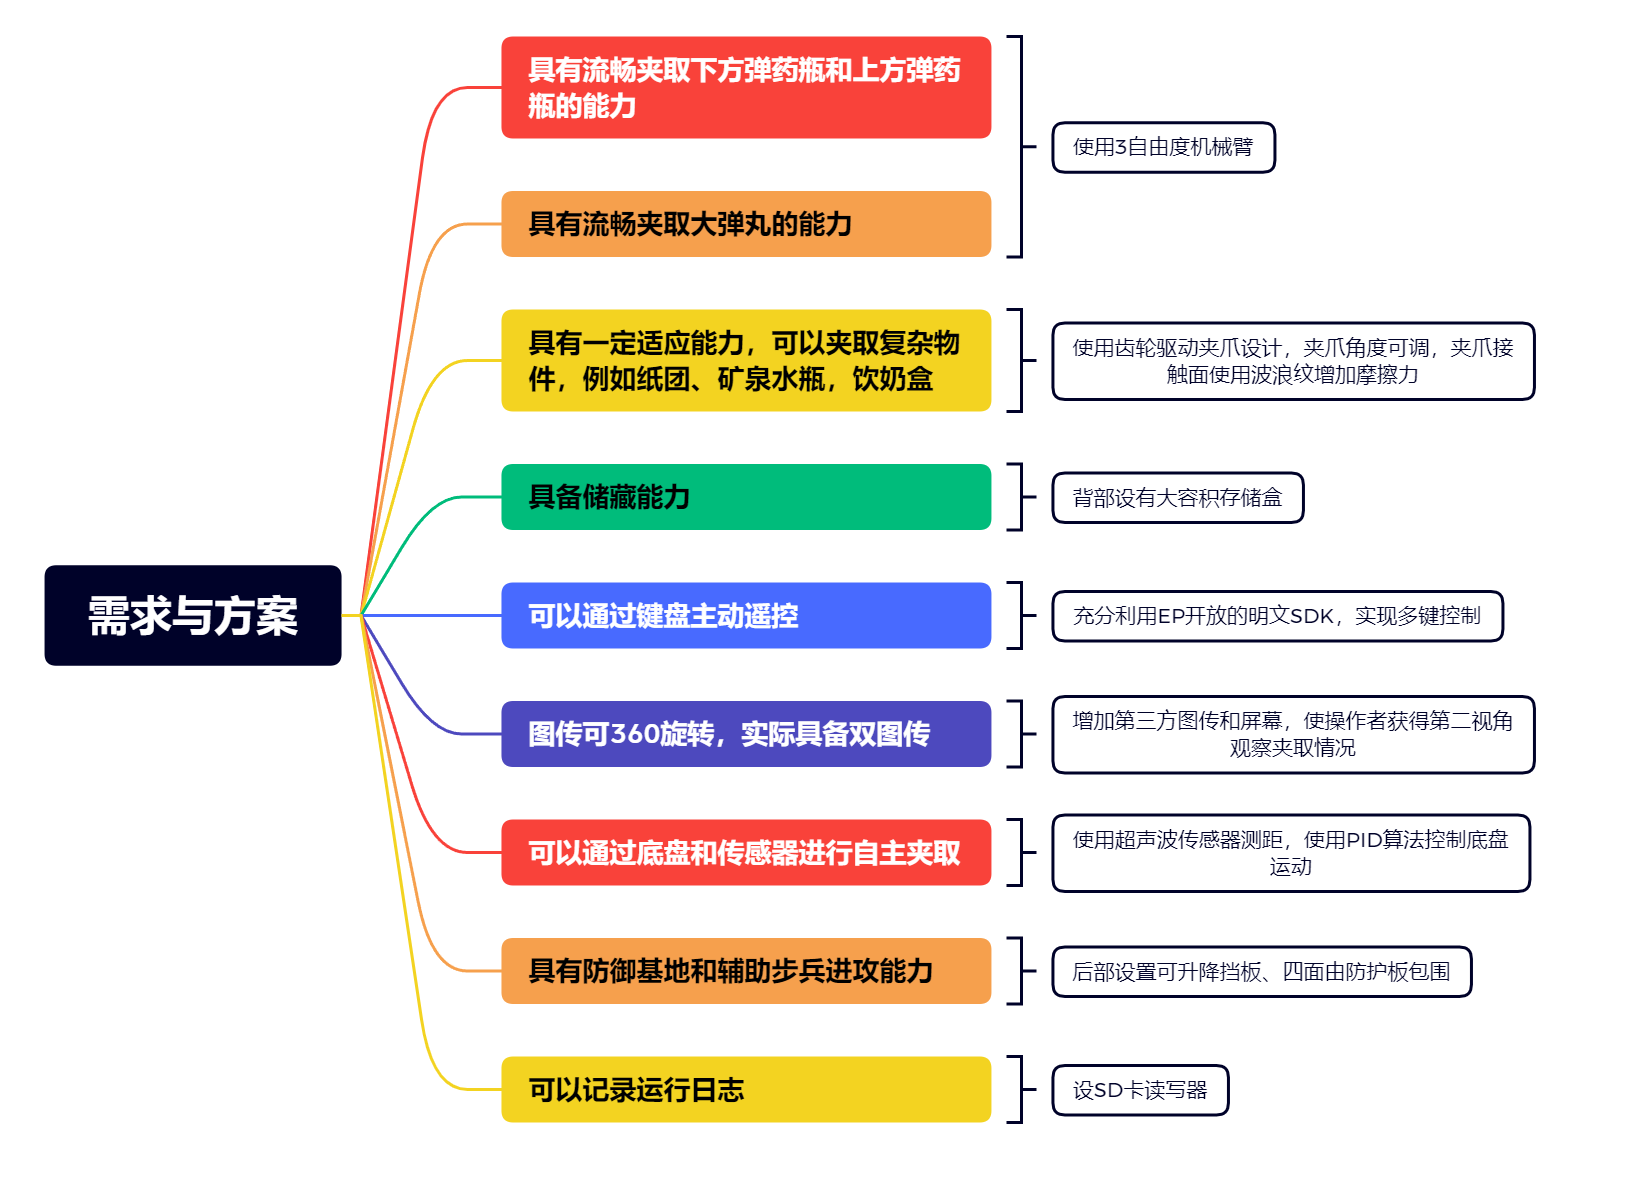 需求与方案
具有流畅夹取下方弹药瓶和上方弹药
瓶的能力
使用3自由度机械臂
具有流畅夹取大弹丸的能力
具有一定适应能力，可以夹取复杂物
件，例如纸团、矿泉水瓶，饮奶盒
使用齿轮驱动夹爪设计，夹爪角度可调，夹爪接
触面使用波浪纹增加摩擦力
具备储藏能力
背部设有大容积存储盒
可以通过键盘主动遥控
充分利用EP开放的明文SDK，实现多键控制
图传可360旋转，实际具备双图传
增加第三方图传和屏幕，使操作者获得第二视角
观察夹取情况
可以通过底盘和传感器进行自主夹取
使用超声波传感器测距，使用PID算法控制底盘
运动
具有防御基地和辅助步兵进攻能力
后部设置可升降挡板、四面由防护板包围
可以记录运行日志
设SD卡读写器